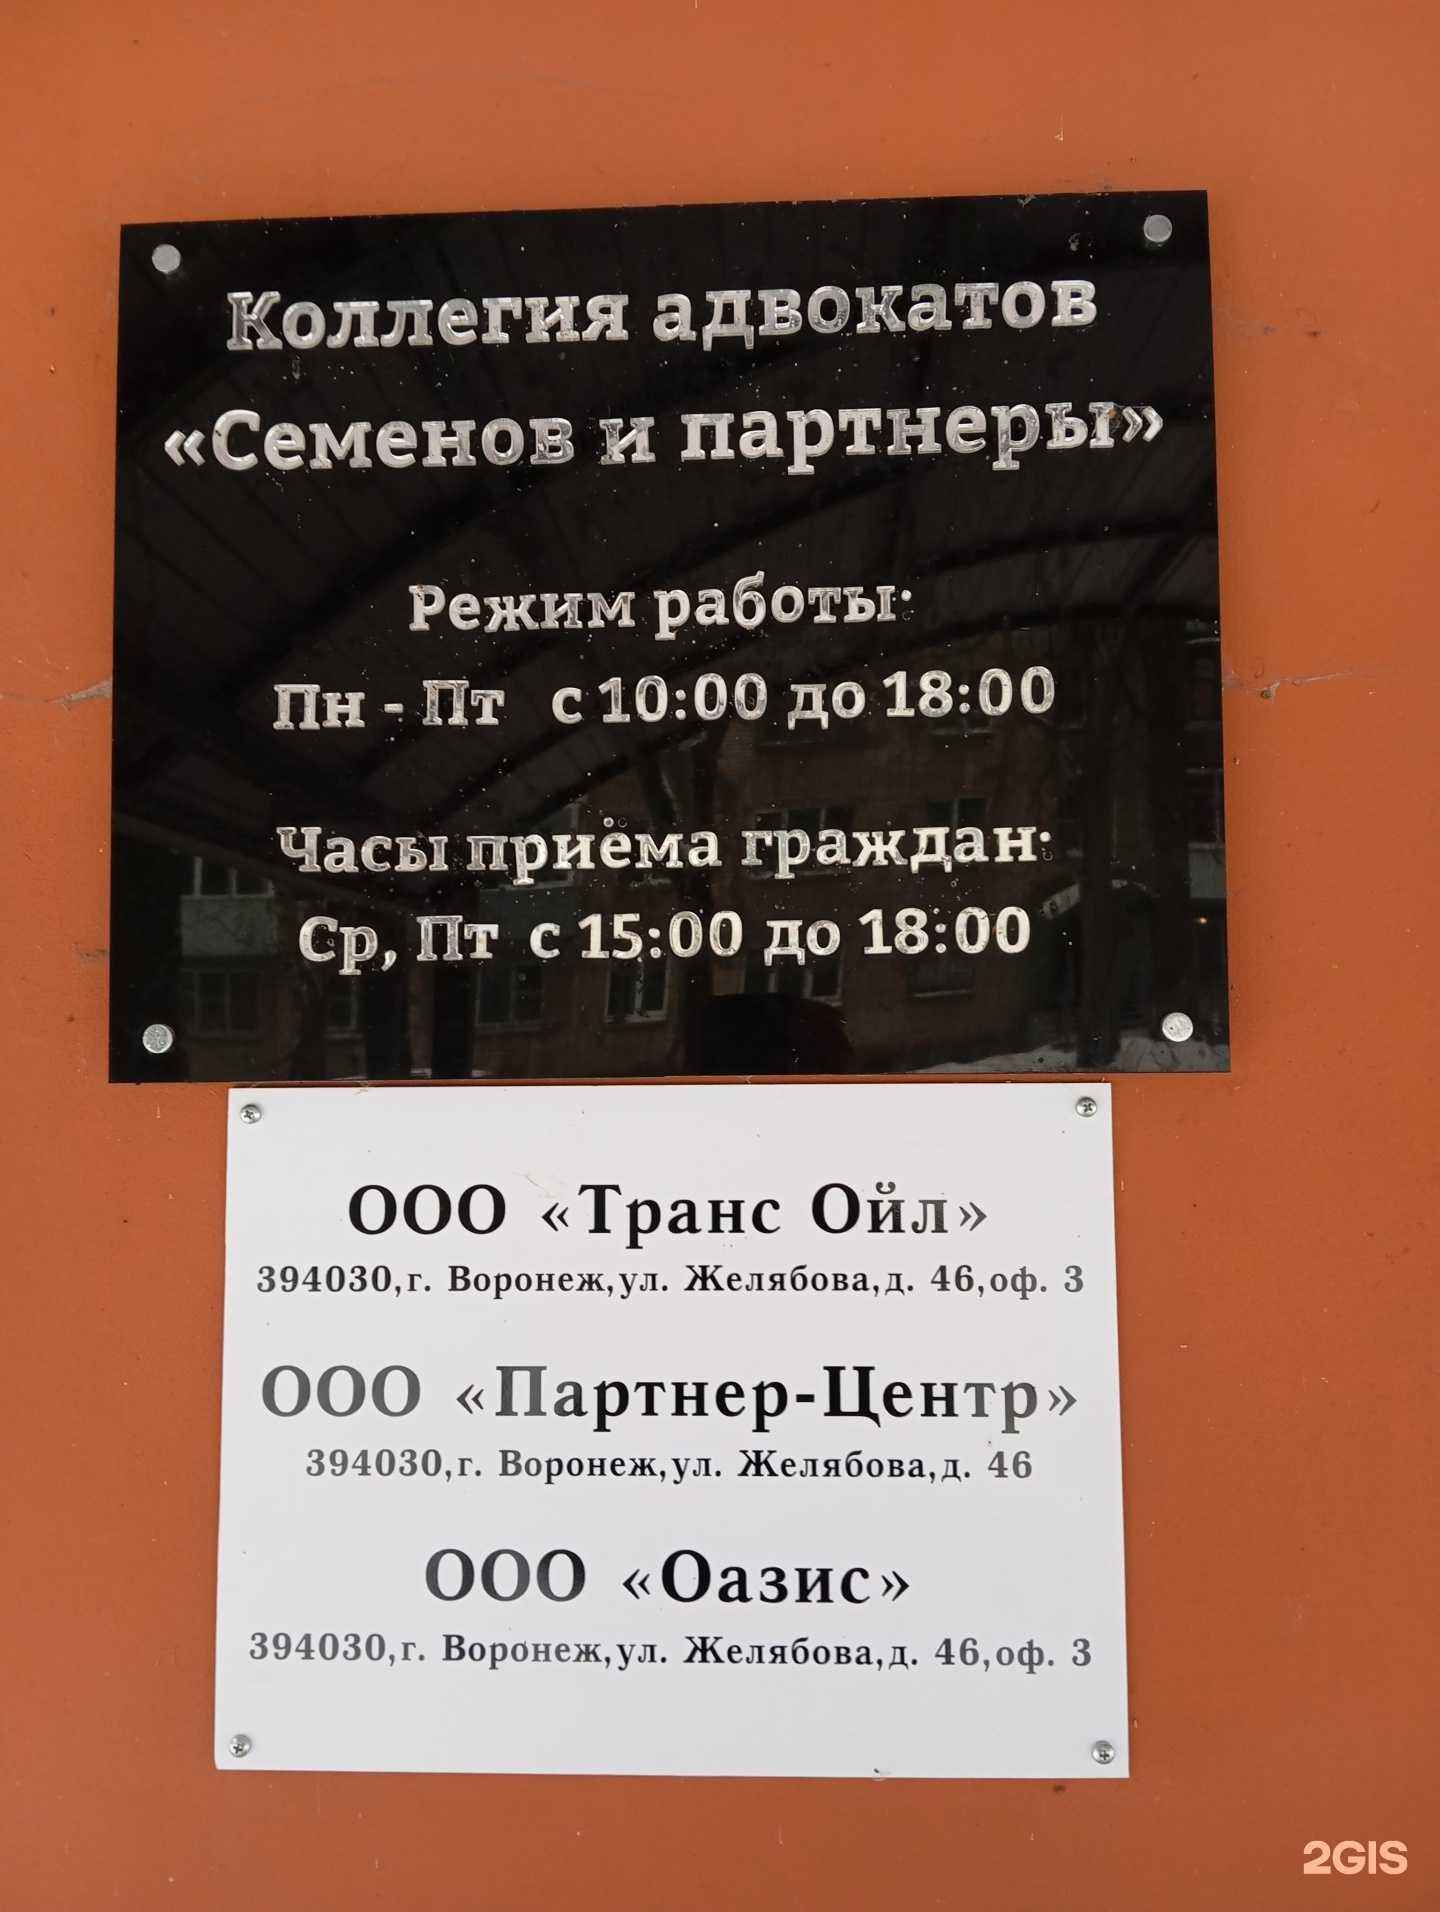 Коллегия адвокатов
«Семенов и партнеры»
Режим работы:
Пн - Пт с 10:00 до 18:00
Часы приёма граждан:
Ср, Пт с 15:00 до 18:00
ООО «Транс Ойл»
394030,г. Воронеж,ул. Желябова,д. 46,оф. 3
ООО «Партнер-Центр»
394030,г. Воронеж,ул. Желябова,д. 46
ООО «Оазис»
394030,г. Воронеж,ул. Желябова,д. 46,оф. 3
2GIS